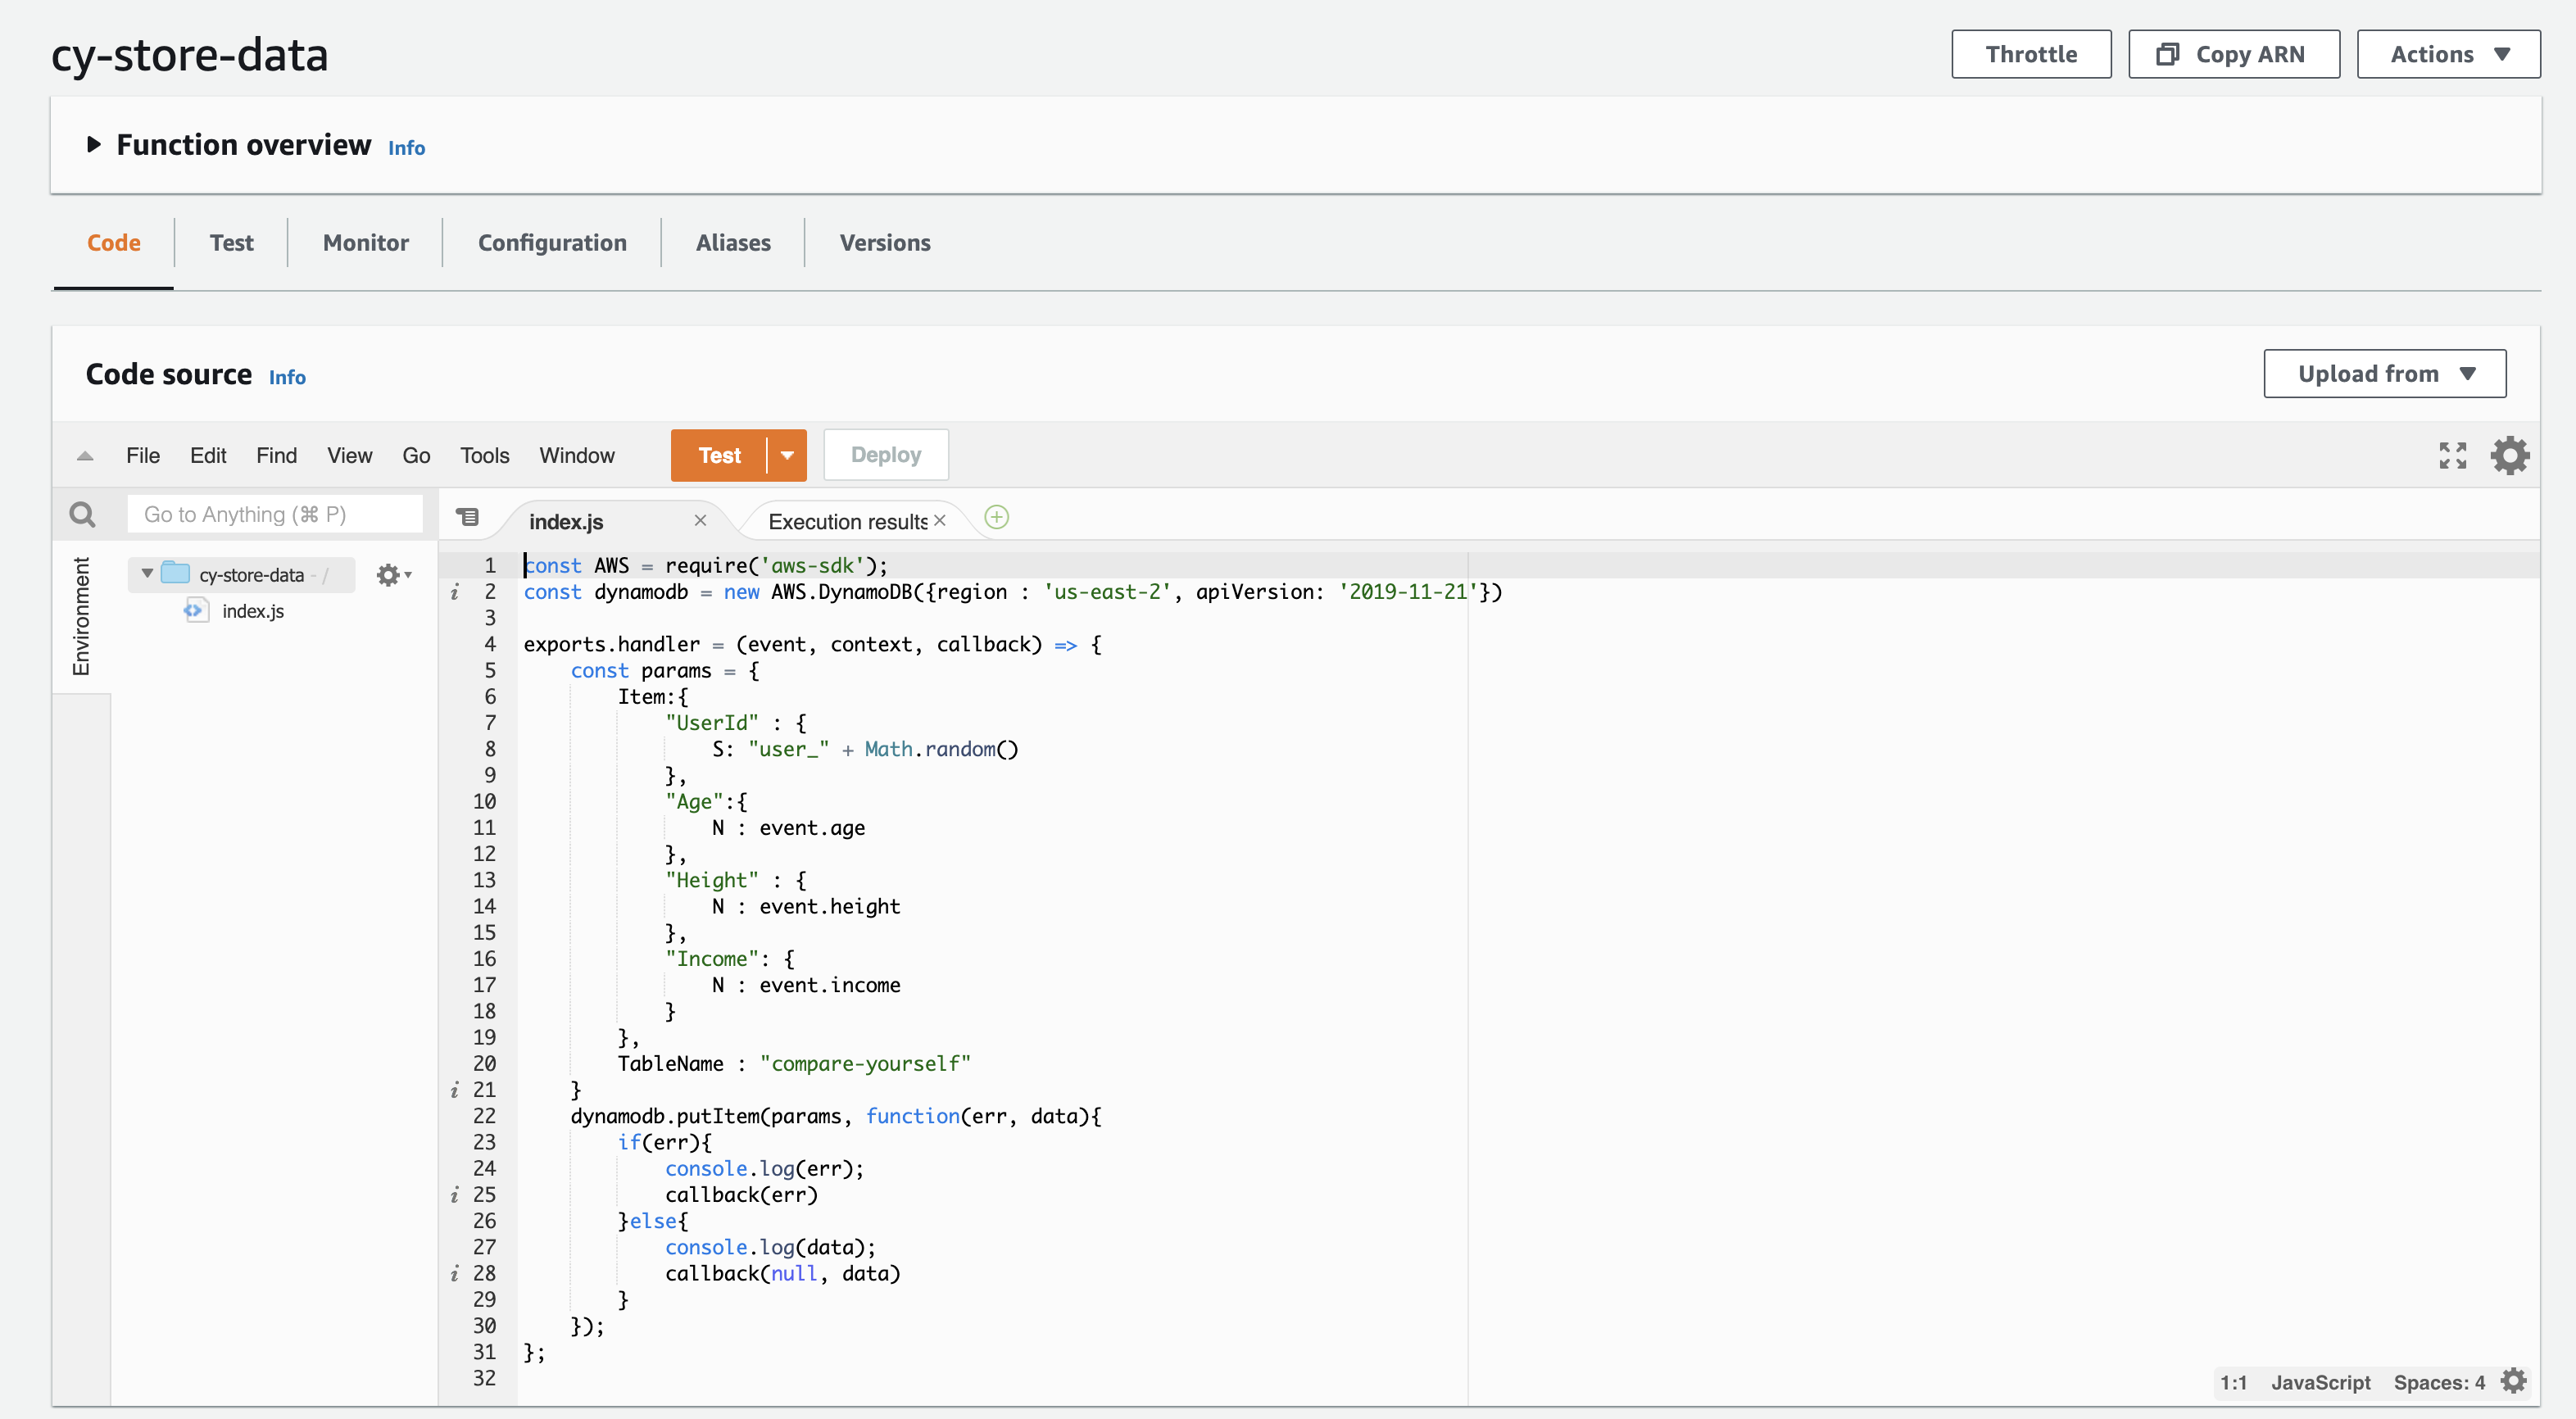 cy-store-data
Throttle
Copy ARN
Actions
Function overview Info
Code
Test
Monitor
Configuration
Aliases
Versions
Code source Info
Upload from
File Edit Find View Go Tools Window
Test
Deploy
Go to Anything (⌘ P)
index.js
Execution results
Environment
cy-store-data - /
index.js
1 const AWS = require('aws-sdk');
2 const dynamodb = new AWS.DynamoDB({region : 'us-east-2', apiVersion: '2019-11-21'})
3
4 exports.handler = (event, context, callback) => {
5     const params = {
6         Item:{
7             "UserId" : {
8                 S: "user_" + Math.random()
9             },
10             "Age":{
11                 N : event.age
12             },
13             "Height" : {
14                 N : event.height
15             },
16             "Income": {
17                 N : event.income
18             }
19         },
20         TableName : "compare-yourself"
21     }
22     dynamodb.putItem(params, function(err, data){
23         if(err){
24             console.log(err);
25             callback(err)
26         }else{
27             console.log(data);
28             callback(null, data)
29         }
30     });
31 };
32
1:1 JavaScript Spaces: 4